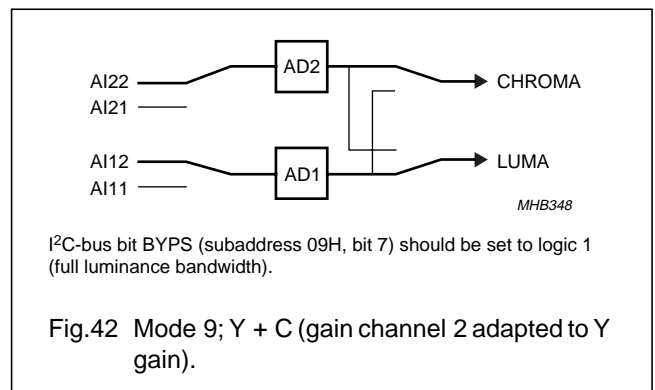 AI22
AI21
AD2
CHROMA
AI12
AI11
AD1
LUMA
MHB348
I²C-bus bit BYPS (subaddress 09H, bit 7) should be set to logic 1
(full luminance bandwidth).
Fig.42 Mode 9; Y + C (gain channel 2 adapted to Y
gain).